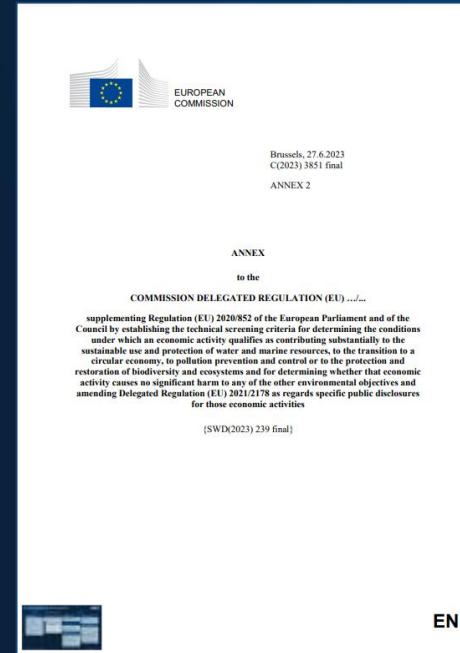 EUROPEAN
COMMISSION
Brussels, 27.6.2023
C(2023) 3851 final
ANNEX 2
ANNEX
to the
COMMISSION DELEGATED REGULATION (EU) …/...
supplementing Regulation (EU) 2020/852 of the European Parliament and of the
Council by establishing the technical screening criteria for determining the conditions
under which an economic activity qualifies as contributing substantially to the
sustainable use and protection of water and marine resources, to the transition to a
circular economy, to pollution prevention and control or to the protection and
restoration of biodiversity and ecosystems and for determining whether that economic
activity causes no significant harm to any of the other environmental objectives and
amending Delegated Regulation (EU) 2021/2178 as regards specific public disclosures
for those economic activities
{SWD(2023) 239 final}
EN